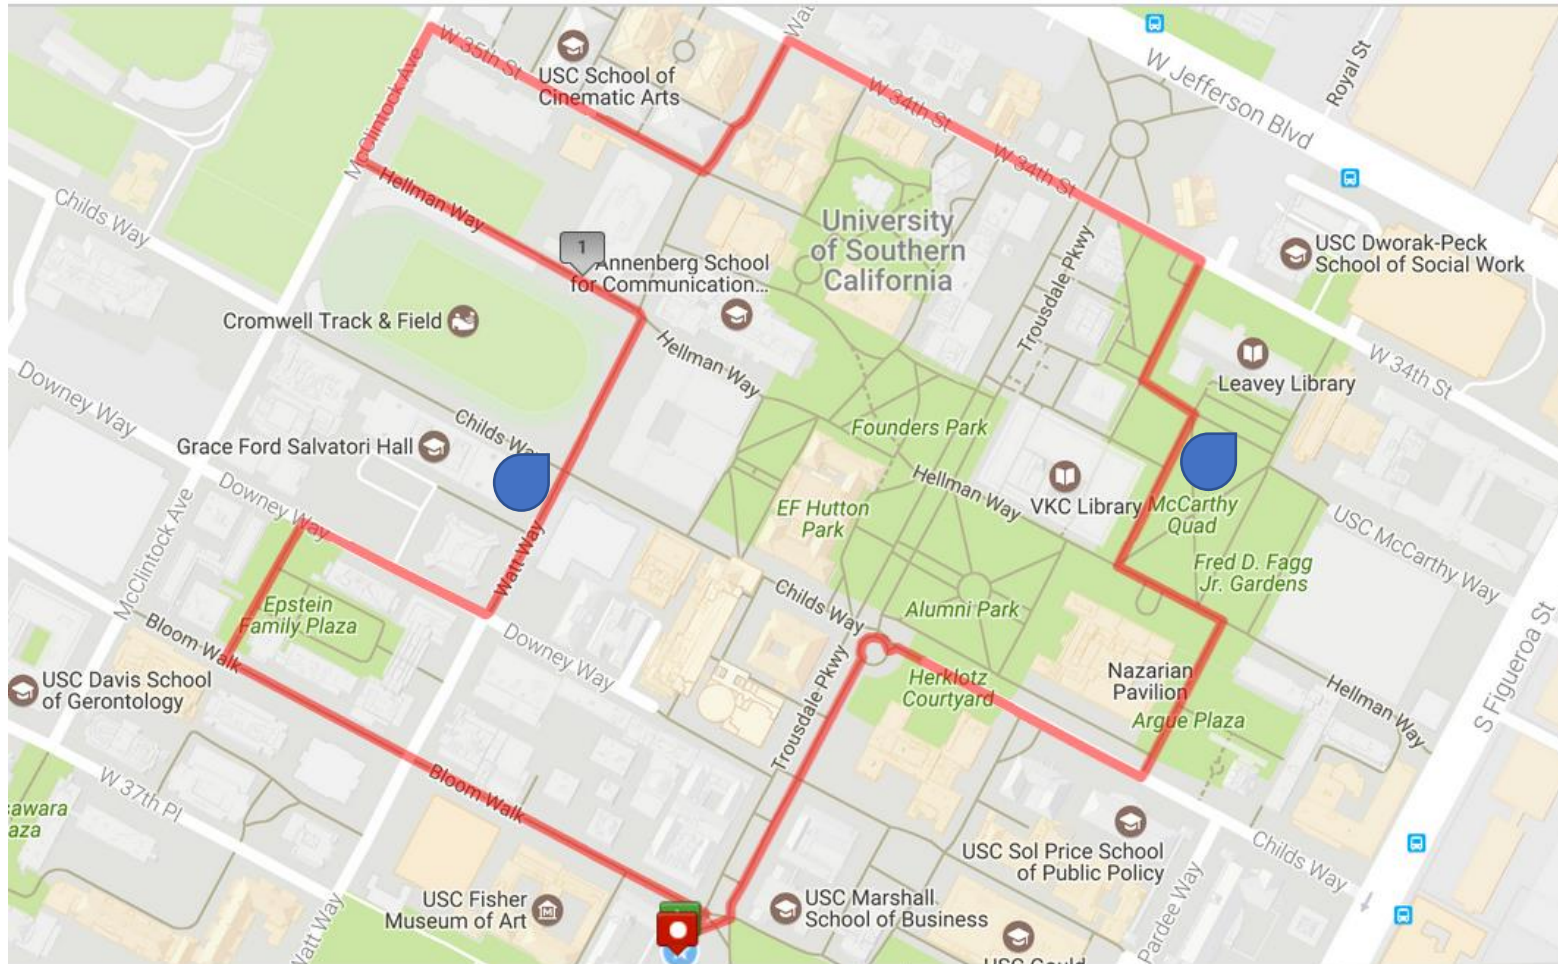 W 35th St
USC School of
Cinematic Arts
W Jefferson Blvd
Royal St
McClintock Ave
W 34th St
W 34th St
Hellman Way
Childs Way
University
of Southern
California
USC Dworak-Peck
School of Social Work
1
Annenberg School
for Communication...
Trousdale Pkwy
Cromwell Track & Field
Hellman Way
Leavey Library
W 34th St
Downey Way
Childs Way
Founders Park
Grace Ford Salvatori Hall
Hellman Way
VKC Library
McCarthy
Quad
EF Hutton
Park
USC McCarthy Way
Downey Way
McClintock Ave
Watt Way
Fred D. Fagg
Jr. Gardens
Epstein
Family Plaza
Childs Way
Alumni Park
Bloom Walk
Downey Way
S Figueroa St
USC Davis School
of Gerontology
Trousdale Pkwy
Herklotz
Courtyard
Nazarian
Pavilion
Argue Plaza
Hellman Way
W 37th Pl
Bloom Walk
USC Sol Price School
of Public Policy
Childs Way
USC Fisher
Museum of Art
USC Marshall
School of Business
Pardee Way
Watt Way